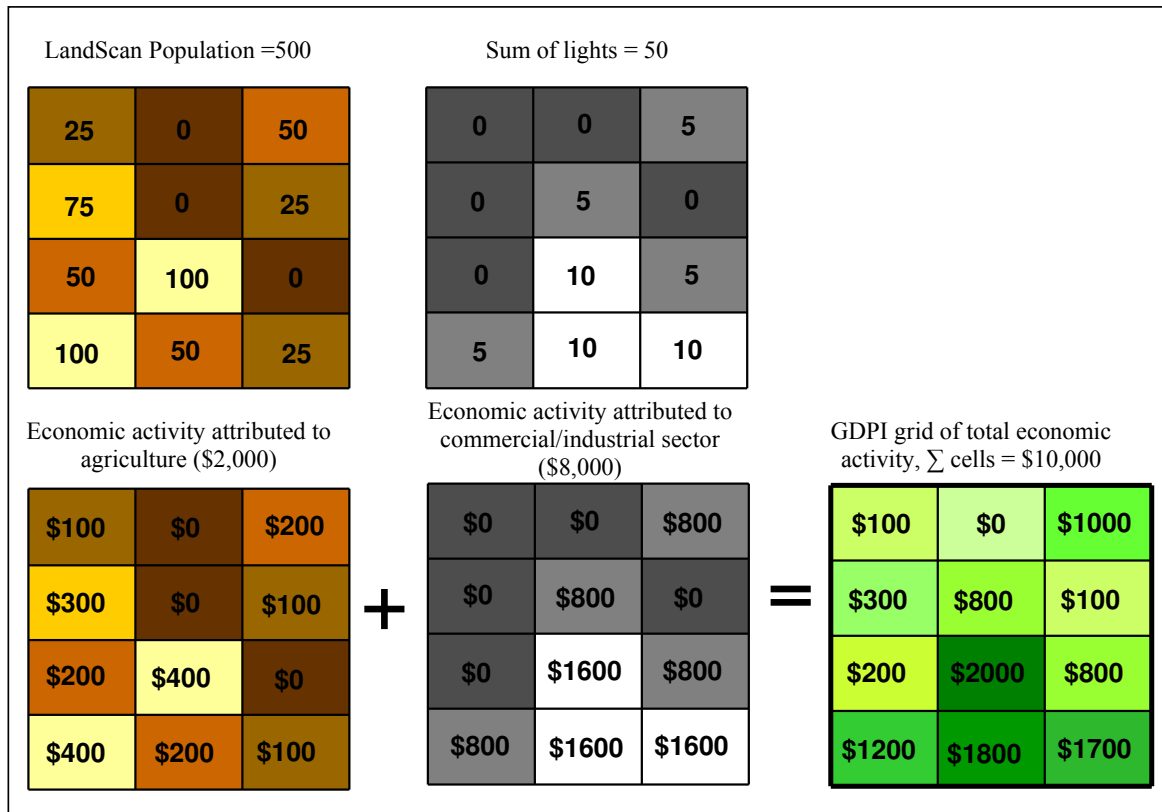 LandScan Population =500
Sum of lights = 50
25 0 50
75 0 25
50 100 0
100 50 25
0 0 5
0 5 0
0 10 5
5 10 10
Economic activity attributed to
agriculture ($2,000)
$100 $0 $200
$300 $0 $100
$200 $400 $0
$400 $200 $100
+
Economic activity attributed to
commercial/industrial sector
($8,000)
$0 $0 $800
$0 $800 $0
$0 $1600 $800
$800 $1600 $1600
=
GDPI grid of total economic
activity, ∑ cells = $10,000
$100 $0 $1000
$300 $800 $100
$200 $2000 $800
$1200 $1800 $1700